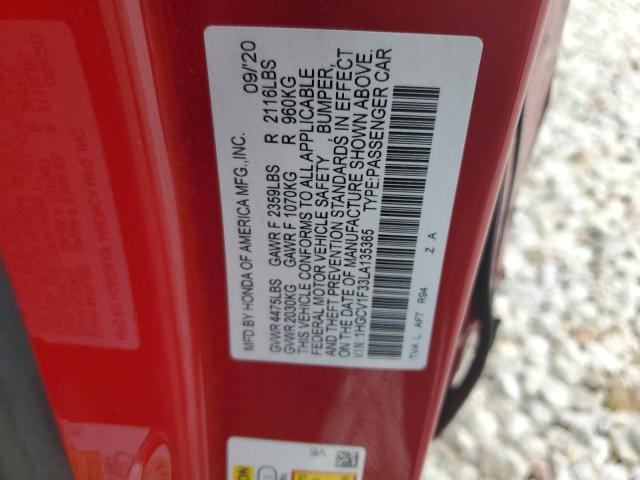 MFD BY HONDA OF AMERICA MFG.,INC. 09/'20
GVWR 4475LBS GAWR F 2359LBS R 2116LBS
GVWR 2030KG GAWR F 1070KG R 960KG
THIS VEHICLE CONFORMS TO ALL APPLICABLE
FEDERAL MOTOR VEHICLE SAFETY , BUMPER,
AND THEFT PREVENTION STANDARDS IN EFFECT
ON THE DATE OF MANUFACTURE SHOWN ABOVE.
V.I.N. 1HGCV1F33LA135365 TYPE:PASSENGER CAR
TVA L AF7 R94 Z A